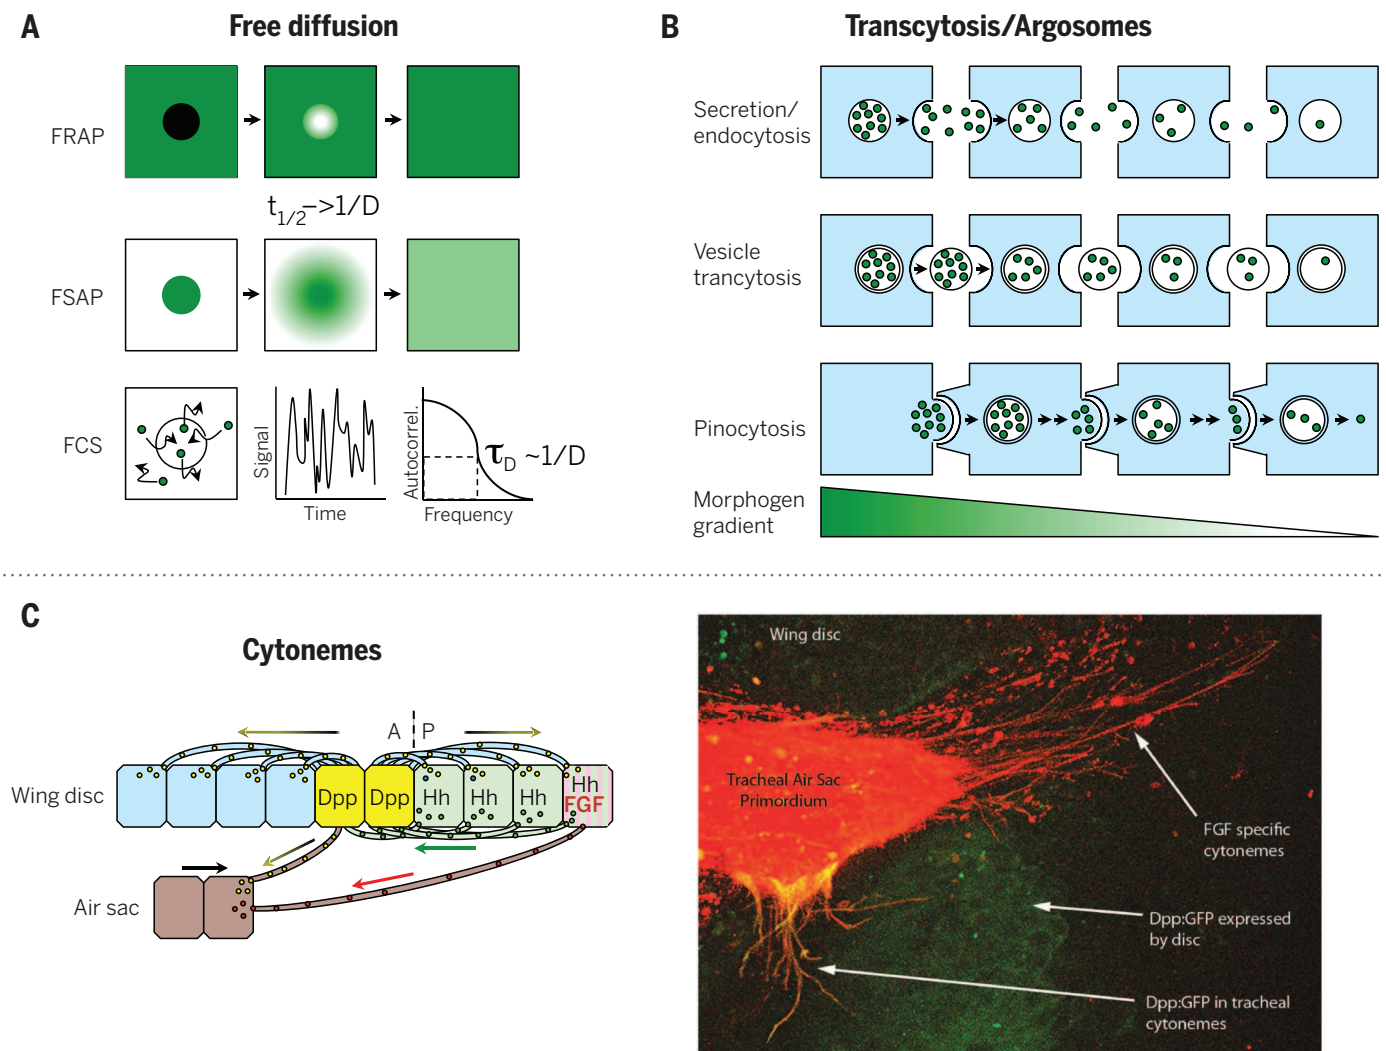 A
Free diffusion
FRAP
t1/2–>1/D
FSAP
FCS
Signal
Time
Autocorrel.
Frequency
τD ~1/D
B
Transcytosis/Argosomes
Secretion/
endocytosis
Vesicle
trancytosis
Pinocytosis
Morphogen
gradient
C
Cytonemes
A P
Wing disc
Dpp Dpp Hh Hh Hh Hh
FGF
Air sac
Wing disc
Tracheal Air Sac
Primordium
FGF specific
cytonemes
Dpp:GFP expressed
by disc
Dpp:GFP in tracheal
cytonemes